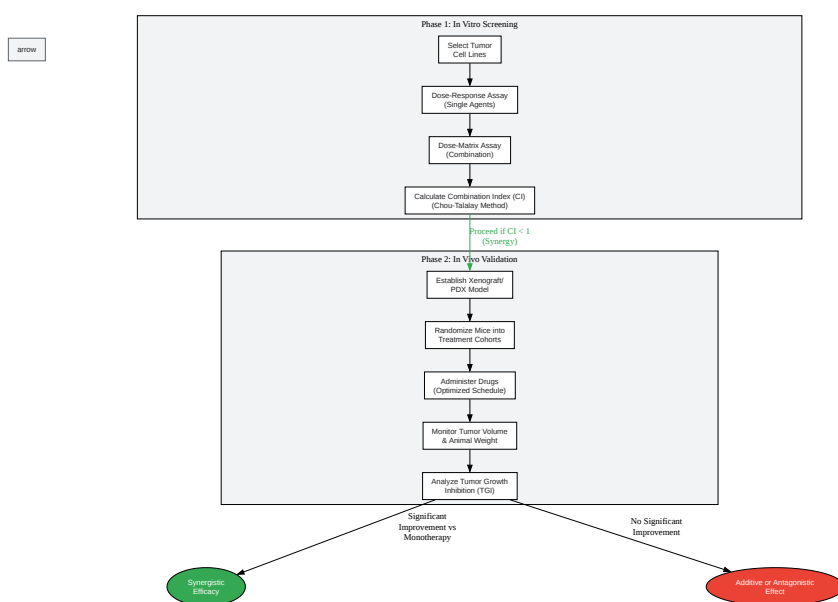 arrow
Phase 1: In Vitro Screening
Select Tumor
Cell Lines
Dose-Response Assay
(Single Agents)
Dose-Matrix Assay
(Combination)
Calculate Combination Index (CI)
(Chou-Talalay Method)
Proceed if CI < 1
(Synergy)
Phase 2: In Vivo Validation
Establish Xenograft/
PDX Model
Randomize Mice into
Treatment Cohorts
Administer Drugs
(Optimized Schedule)
Monitor Tumor Volume
& Animal Weight
Analyze Tumor Growth
Inhibition (TGI)
Significant
Improvement vs
Monotherapy
No Significant
Improvement
Synergistic
Efficacy
Additive or Antagonistic
Effect